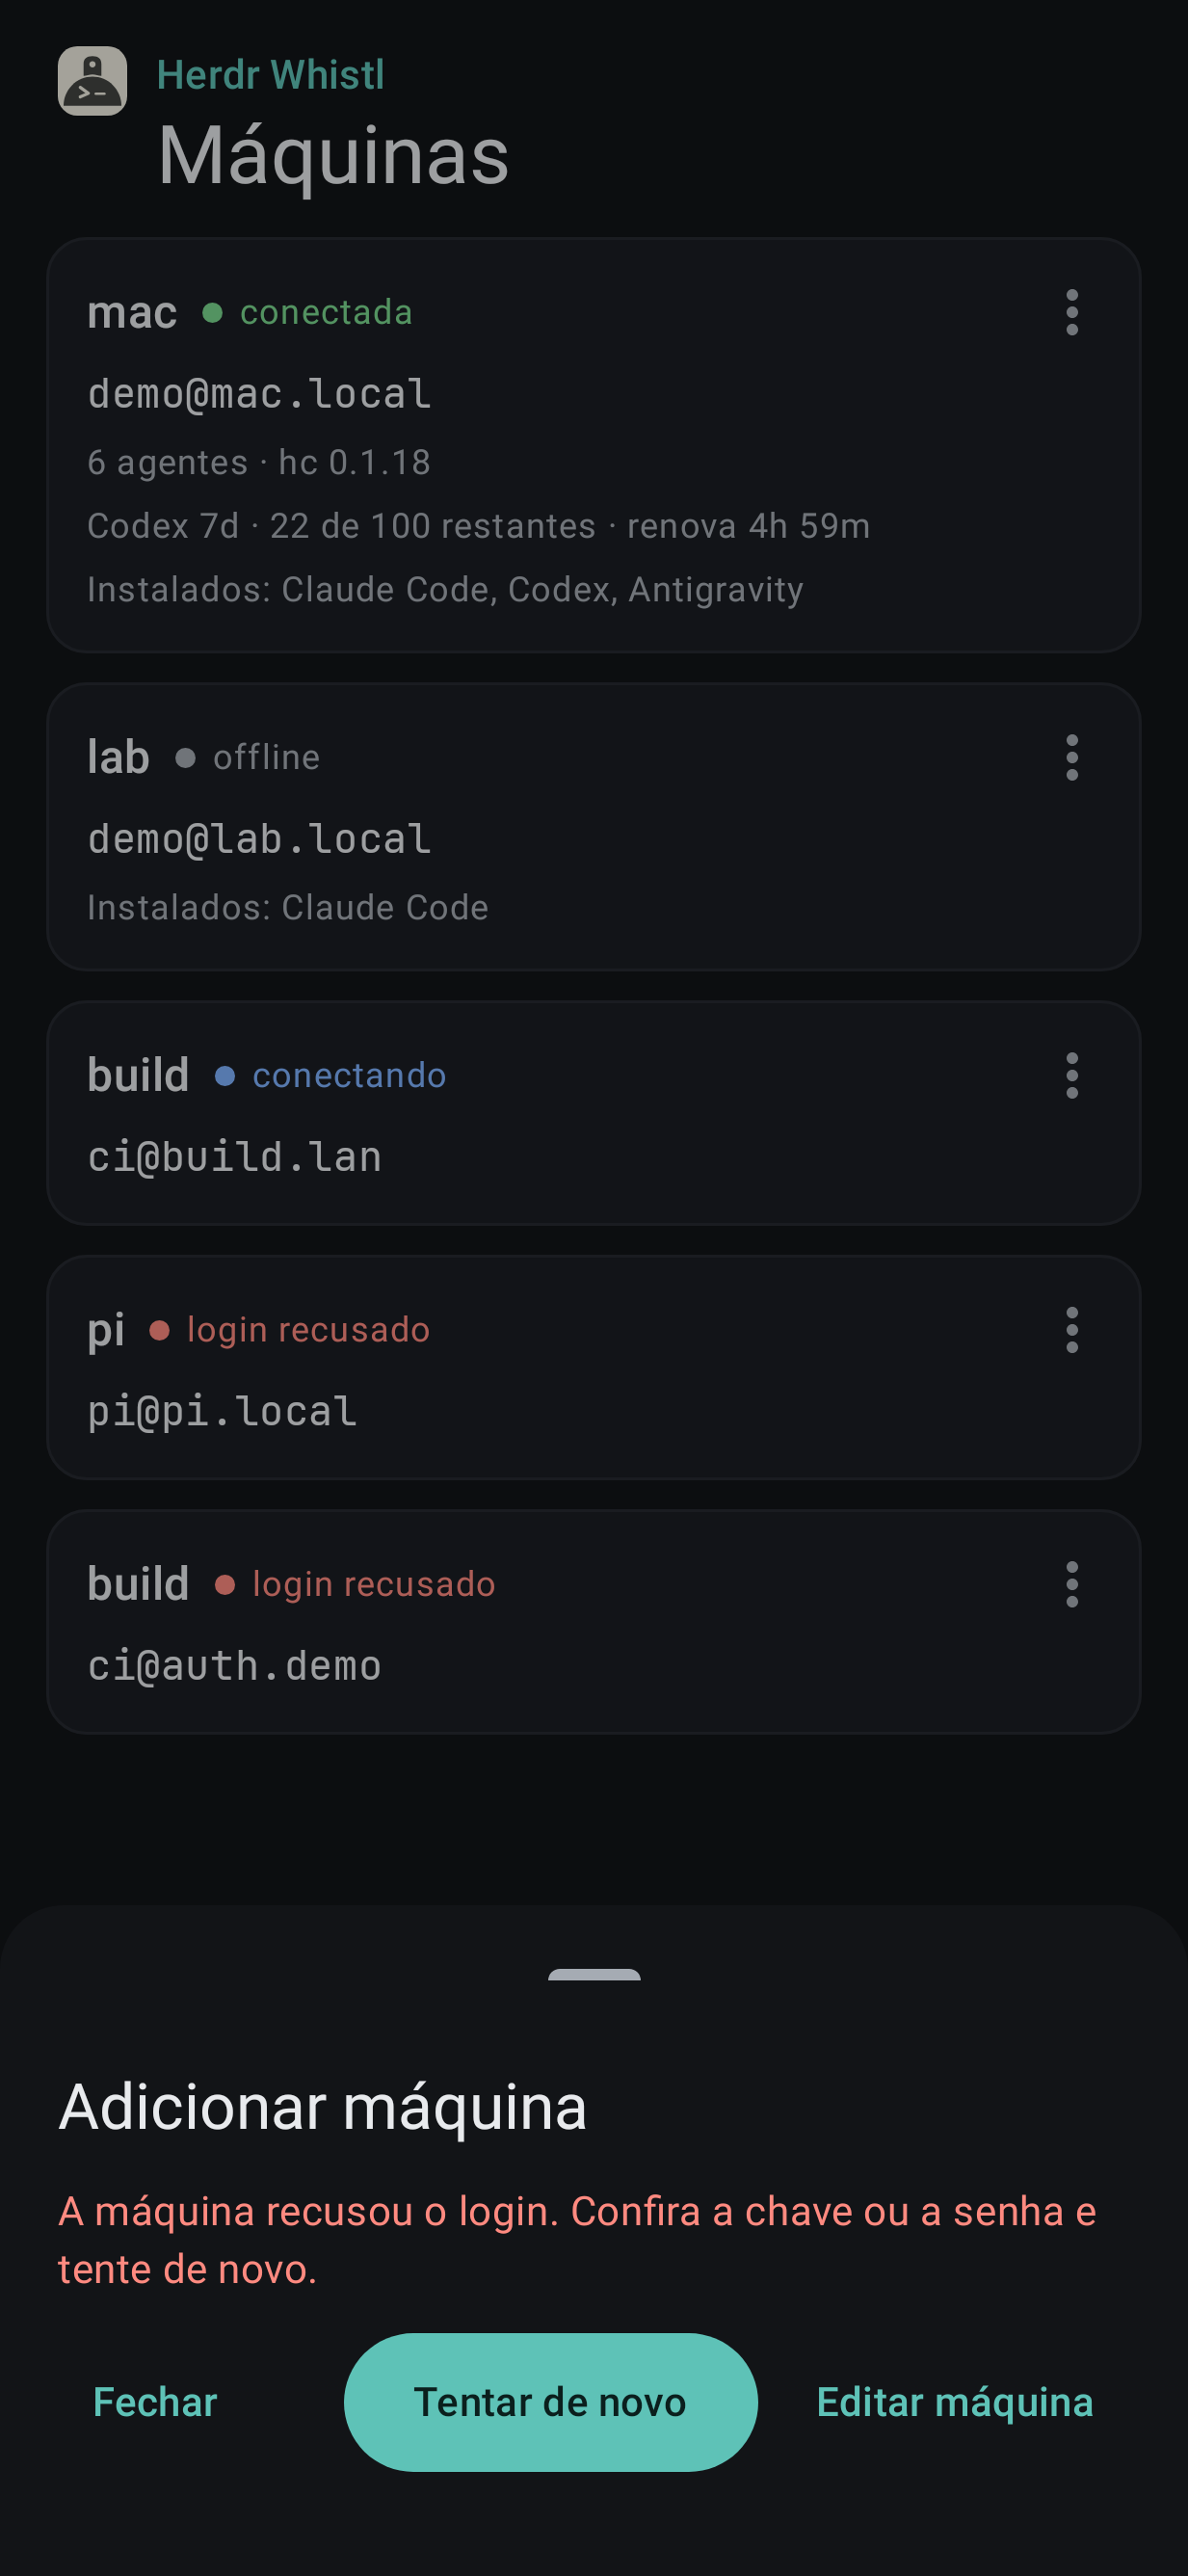 Herdr Whistl
Máquinas
mac conectada
demo@mac.local
6 agentes · hc 0.1.18
Codex 7d · 22 de 100 restantes · renova 4h 59m
Instalados: Claude Code, Codex, Antigravity
lab offline
demo@lab.local
Instalados: Claude Code
build conectando
ci@build.lan
pi login recusado
pi@pi.local
build login recusado
ci@auth.demo
Adicionar máquina
A máquina recusou o login. Confira a chave ou a senha e
tente de novo.
Fechar Tentar de novo Editar máquina